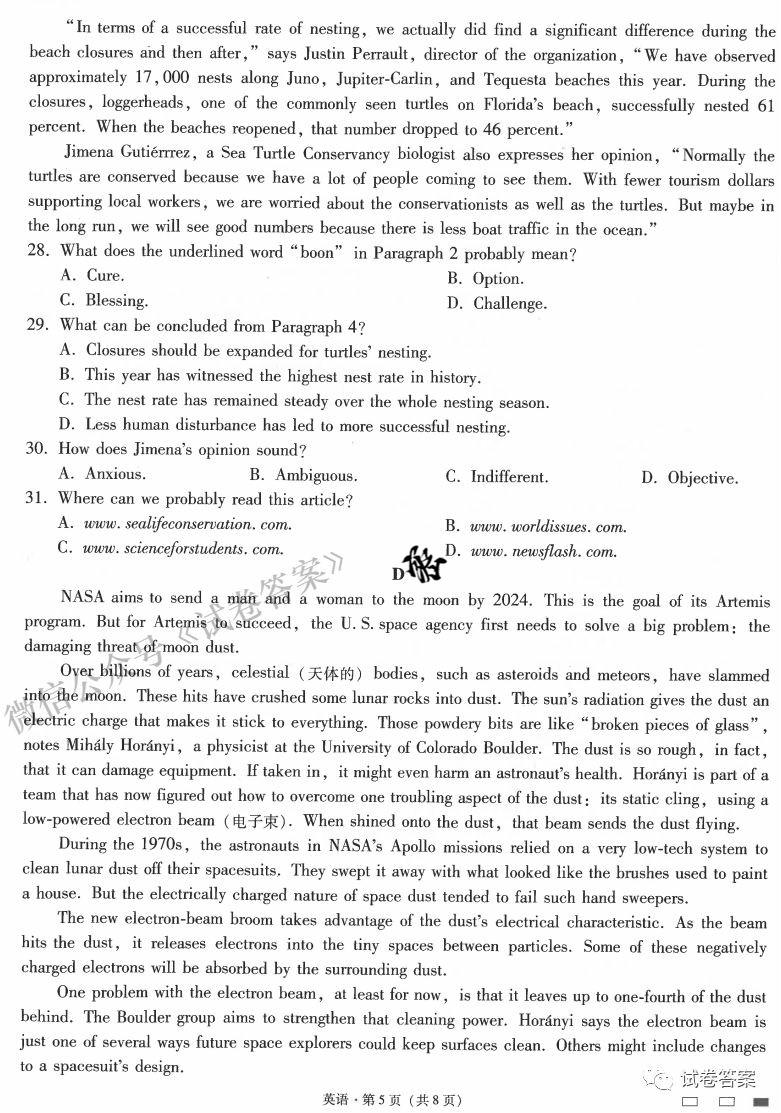 "In terms of a successful rate of nesting, we actually did find a significant difference during the
beach closures and then after," says Justin Perrault, director of the organization, "We have observed
approximately 17,000 nests along Juno, Jupiter-Carlin, and Tequesta beaches this year. During the
closures, loggerheads, one of the commonly seen turtles on Florida's beach, successfully nested 61
percent. When the beaches reopened, that number dropped to 46 percent."
Jimena Gutiérrrez, a Sea Turtle Conservancy biologist also expresses her opinion, "Normally the
turtles are conserved because we have a lot of people coming to see them. With fewer tourism dollars
supporting local workers, we are worried about the conservationists as well as the turtles. But maybe in
the long run, we will see good numbers because there is less boat traffic in the ocean."
28. What does the underlined word "boon" in Paragraph 2 probably mean?
A. Cure. B. Option.
C. Blessing. D. Challenge.
29. What can be concluded from Paragraph 4?
A. Closures should be expanded for turtles' nesting.
B. This year has witnessed the highest nest rate in history.
C. The nest rate has remained steady over the whole nesting season.
D. Less human disturbance has led to more successful nesting.
30. How does Jimena's opinion sound?
A. Anxious. B. Ambiguous. C. Indifferent. D. Objective.
31. Where can we probably read this article?
A. www. sealifeconservation. com. B. www. worldissues. com.
C. www. scienceforstudents. com. D. www. newsflash. com.
D
NASA aims to send a man and a woman to the moon by 2024. This is the goal of its Artemis
program. But for Artemis to succeed, the U. S. space agency first needs to solve a big problem: the
damaging threat of moon dust.
Over billions of years, celestial (天体的) bodies, such as asteroids and meteors, have slammed
into the moon. These hits have crushed some lunar rocks into dust. The sun's radiation gives the dust an
electric charge that makes it stick to everything. Those powdery bits are like "broken pieces of glass",
notes Mihály Horányi, a physicist at the University of Colorado Boulder. The dust is so rough, in fact,
that it can damage equipment. If taken in, it might even harm an astronaut's health. Horányi is part of a
team that has now figured out how to overcome one troubling aspect of the dust: its static cling, using a
low-powered electron beam (电子束). When shined onto the dust, that beam sends the dust flying.
During the 1970s, the astronauts in NASA's Apollo missions relied on a very low-tech system to
clean lunar dust off their spacesuits. They swept it away with what looked like the brushes used to paint
a house. But the electrically charged nature of space dust tended to fail such hand sweepers.
The new electron-beam broom takes advantage of the dust's electrical characteristic. As the beam
hits the dust, it releases electrons into the tiny spaces between particles. Some of these negatively
charged electrons will be absorbed by the surrounding dust.
One problem with the electron beam, at least for now, is that it leaves up to one-fourth of the dust
behind. The Boulder group aims to strengthen that cleaning power. Horányi says the electron beam is
just one of several ways future space explorers could keep surfaces clean. Others might include changes
to a spacesuit's design.
微信公众号《试卷答案》
试卷答案
英语·第 5 页 (共 8 页)